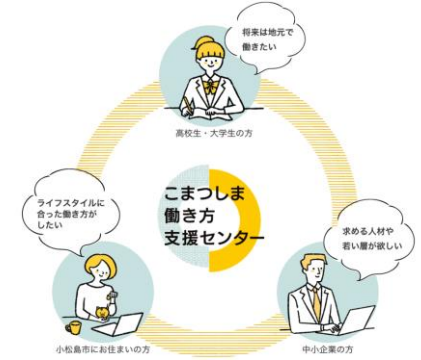 将来は地元で
働きたい
高校生・大学生の方
こまつしま
働き方
支援センター
ライフスタイルに
合った働き方が
したい
小松島市にお住まいの方
求める人材や
若い層が欲しい
中小企業の方